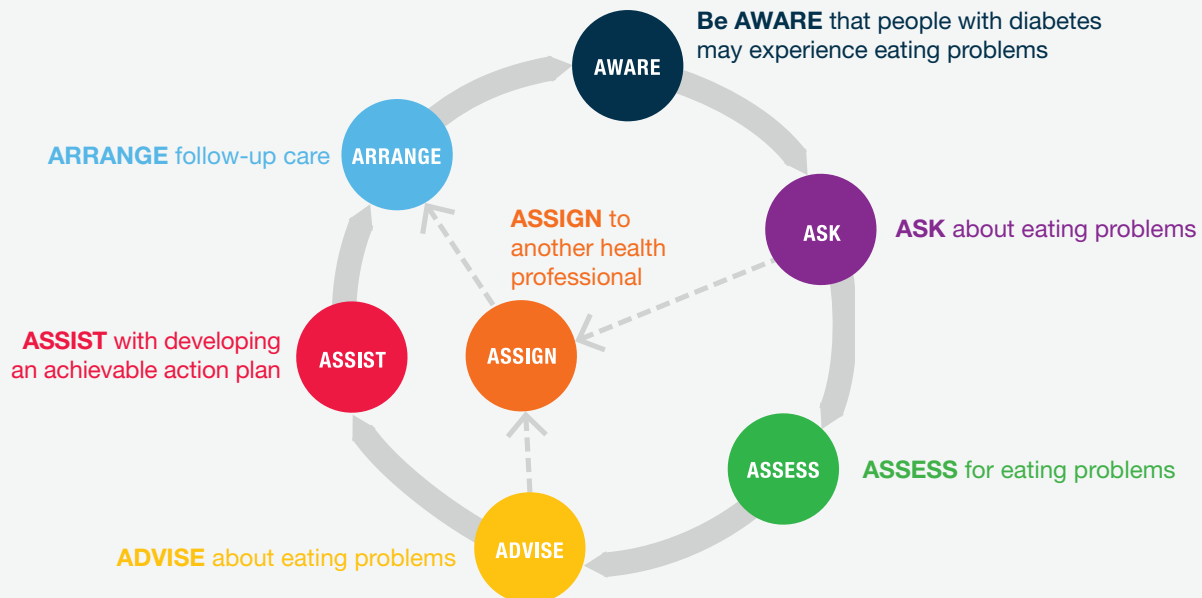 AWARE
Be AWARE that people with diabetes
may experience eating problems
ASK
ASK about eating problems
ASSESS
ASSESS for eating problems
ADVISE
ADVISE about eating problems
ASSIST
ASSIST with developing
an achievable action plan
ARRANGE
ARRANGE follow-up care
ASSIGN
ASSIGN to
another health
professional